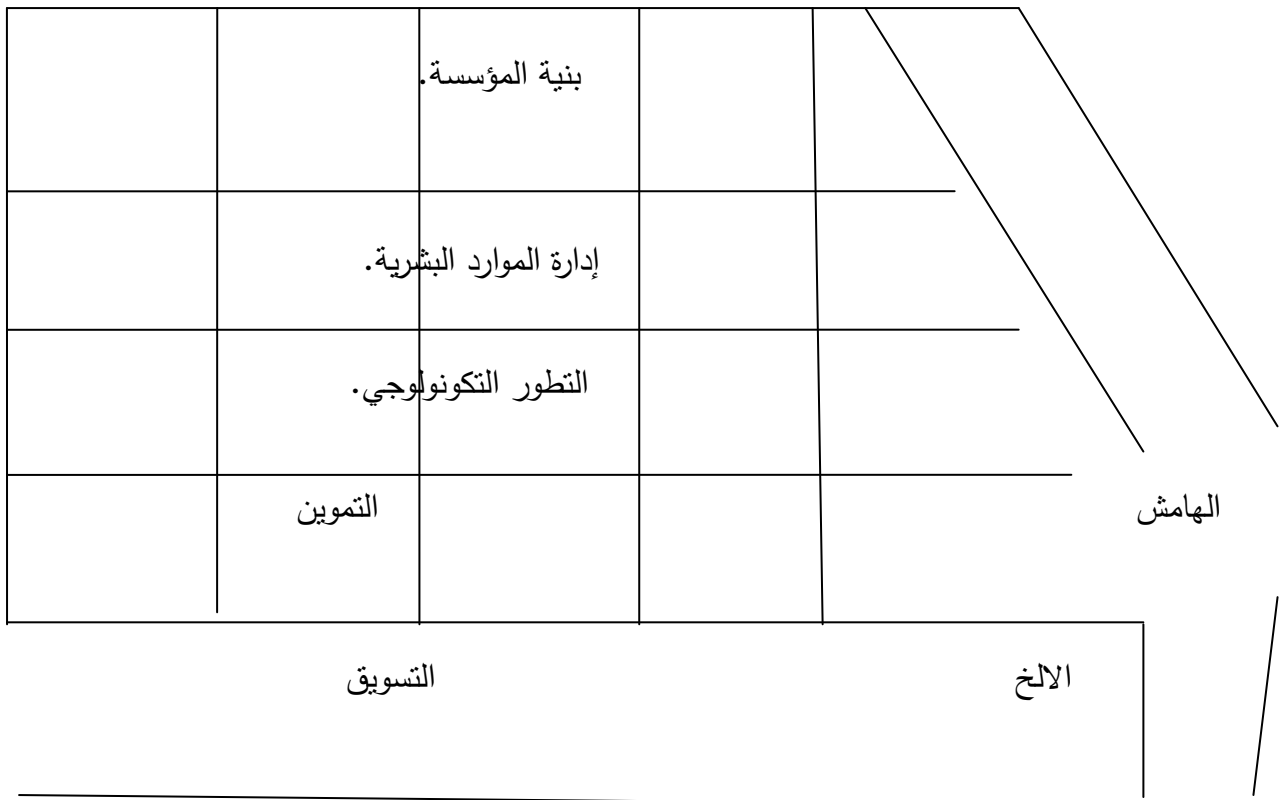 بنية المؤسسة.
إدارة الموارد البشرية.
التطور التكونولوجي.
الهامش
التموين
الالخ
التسويق